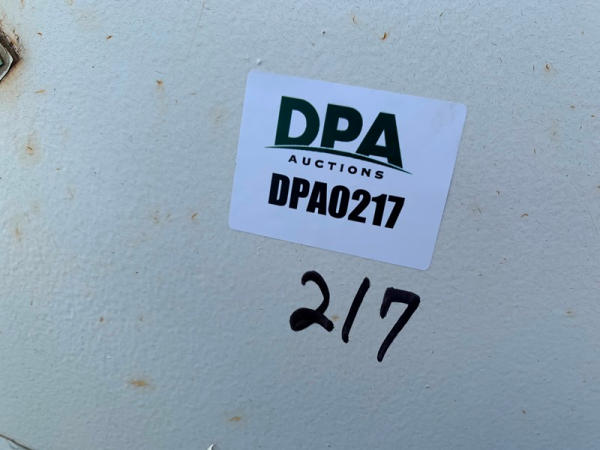 DPA
AUCTIONS
DPA0217
217